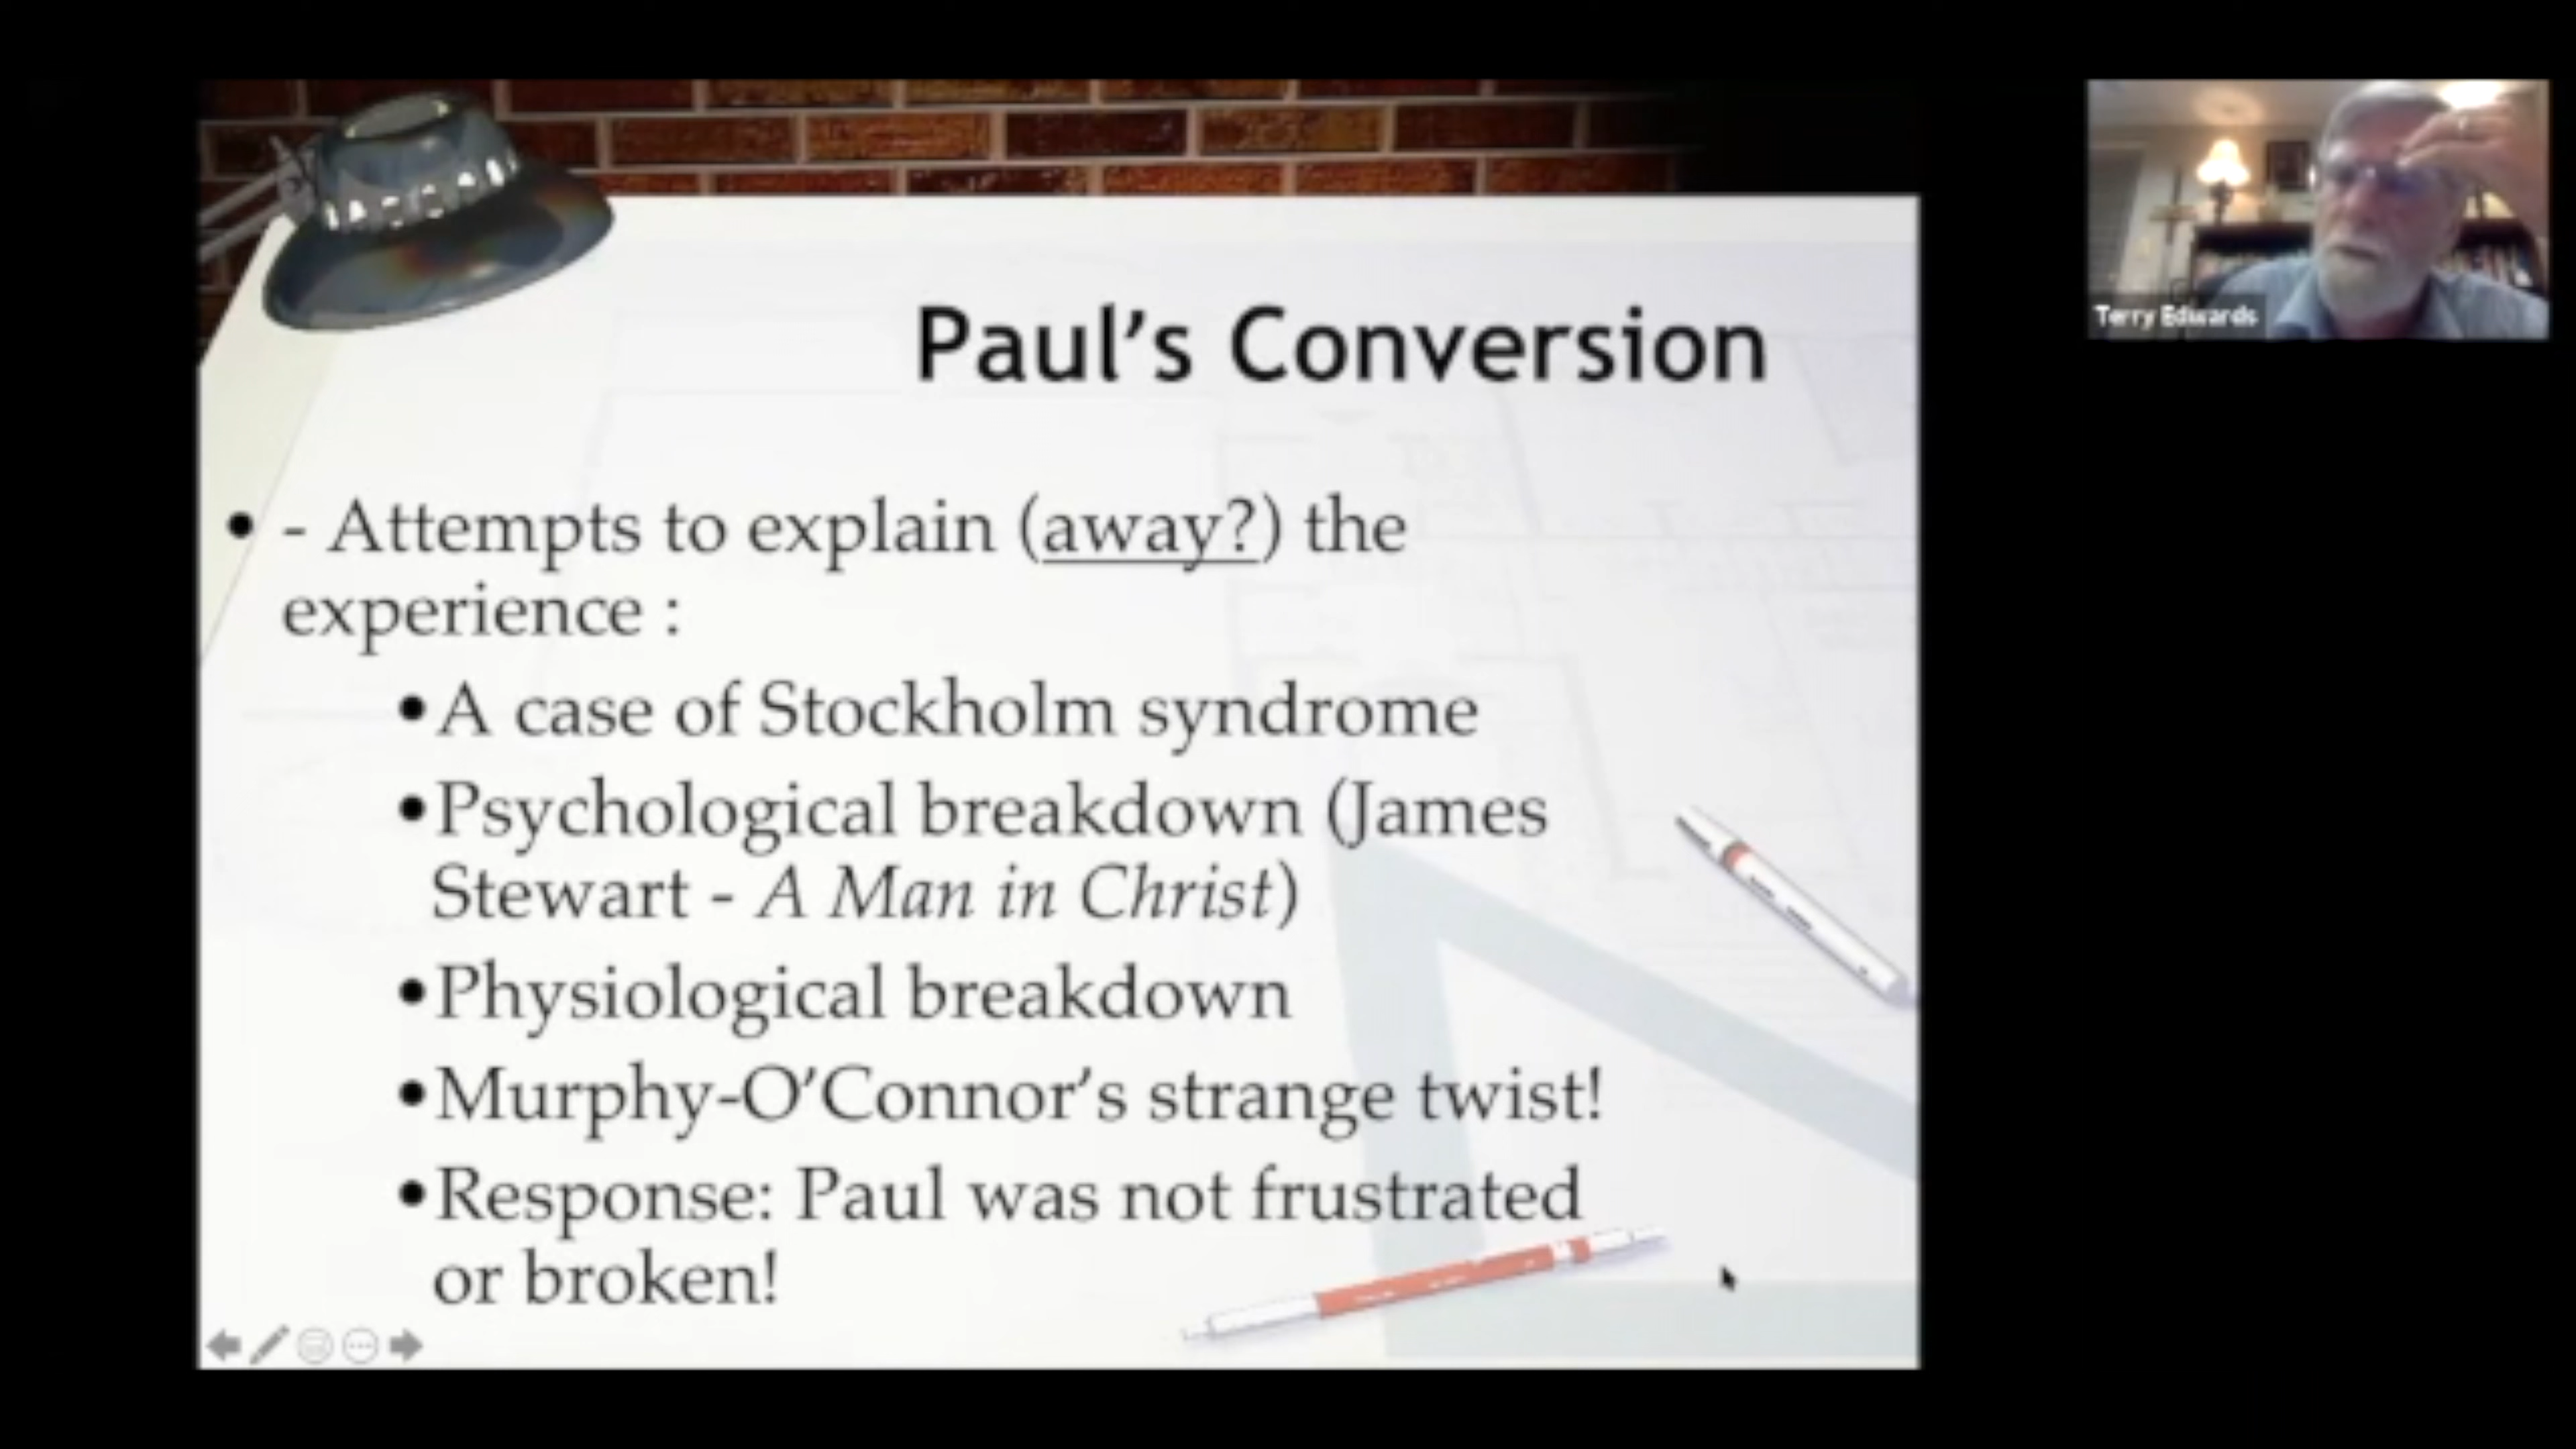 Paul's Conversion
• - Attempts to explain (away?) the
experience :
•A case of Stockholm syndrome
•Psychological breakdown (James
Stewart - A Man in Christ)
•Physiological breakdown
•Murphy-O'Connor's strange twist!
•Response: Paul was not frustrated
or broken!
Terry Edwards